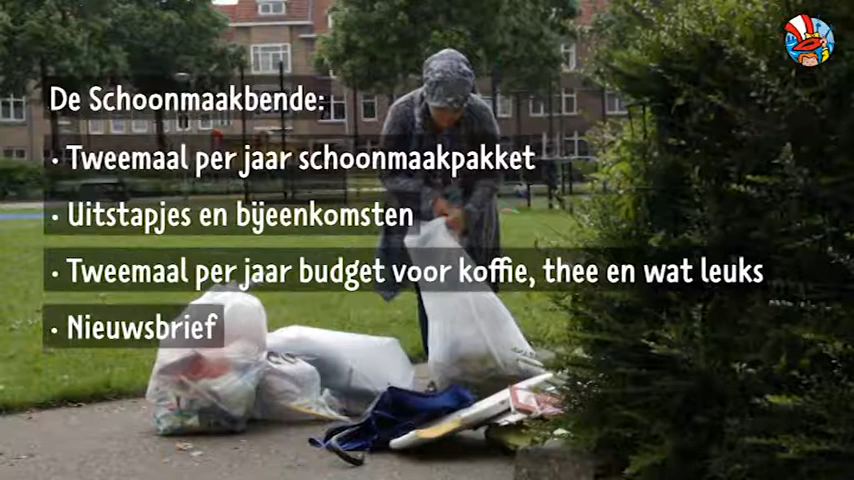 De Schoonmaakbende:
• Tweemaal per jaar schoonmaakpakket
• Uitstapjes en bijeenkomsten
• Tweemaal per jaar budget voor koffie, thee en wat leuks
• Nieuwsbrief